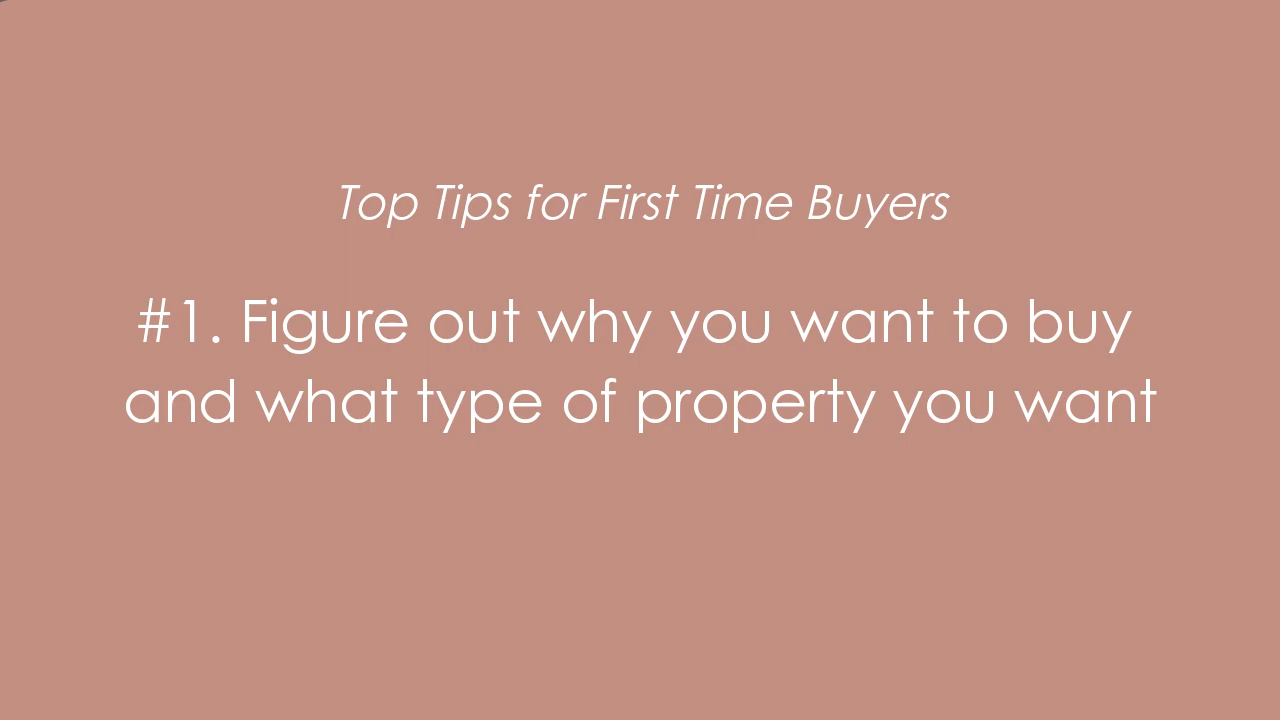 Top Tips for First Time Buyers
#1. Figure out why you want to buy
and what type of property you want